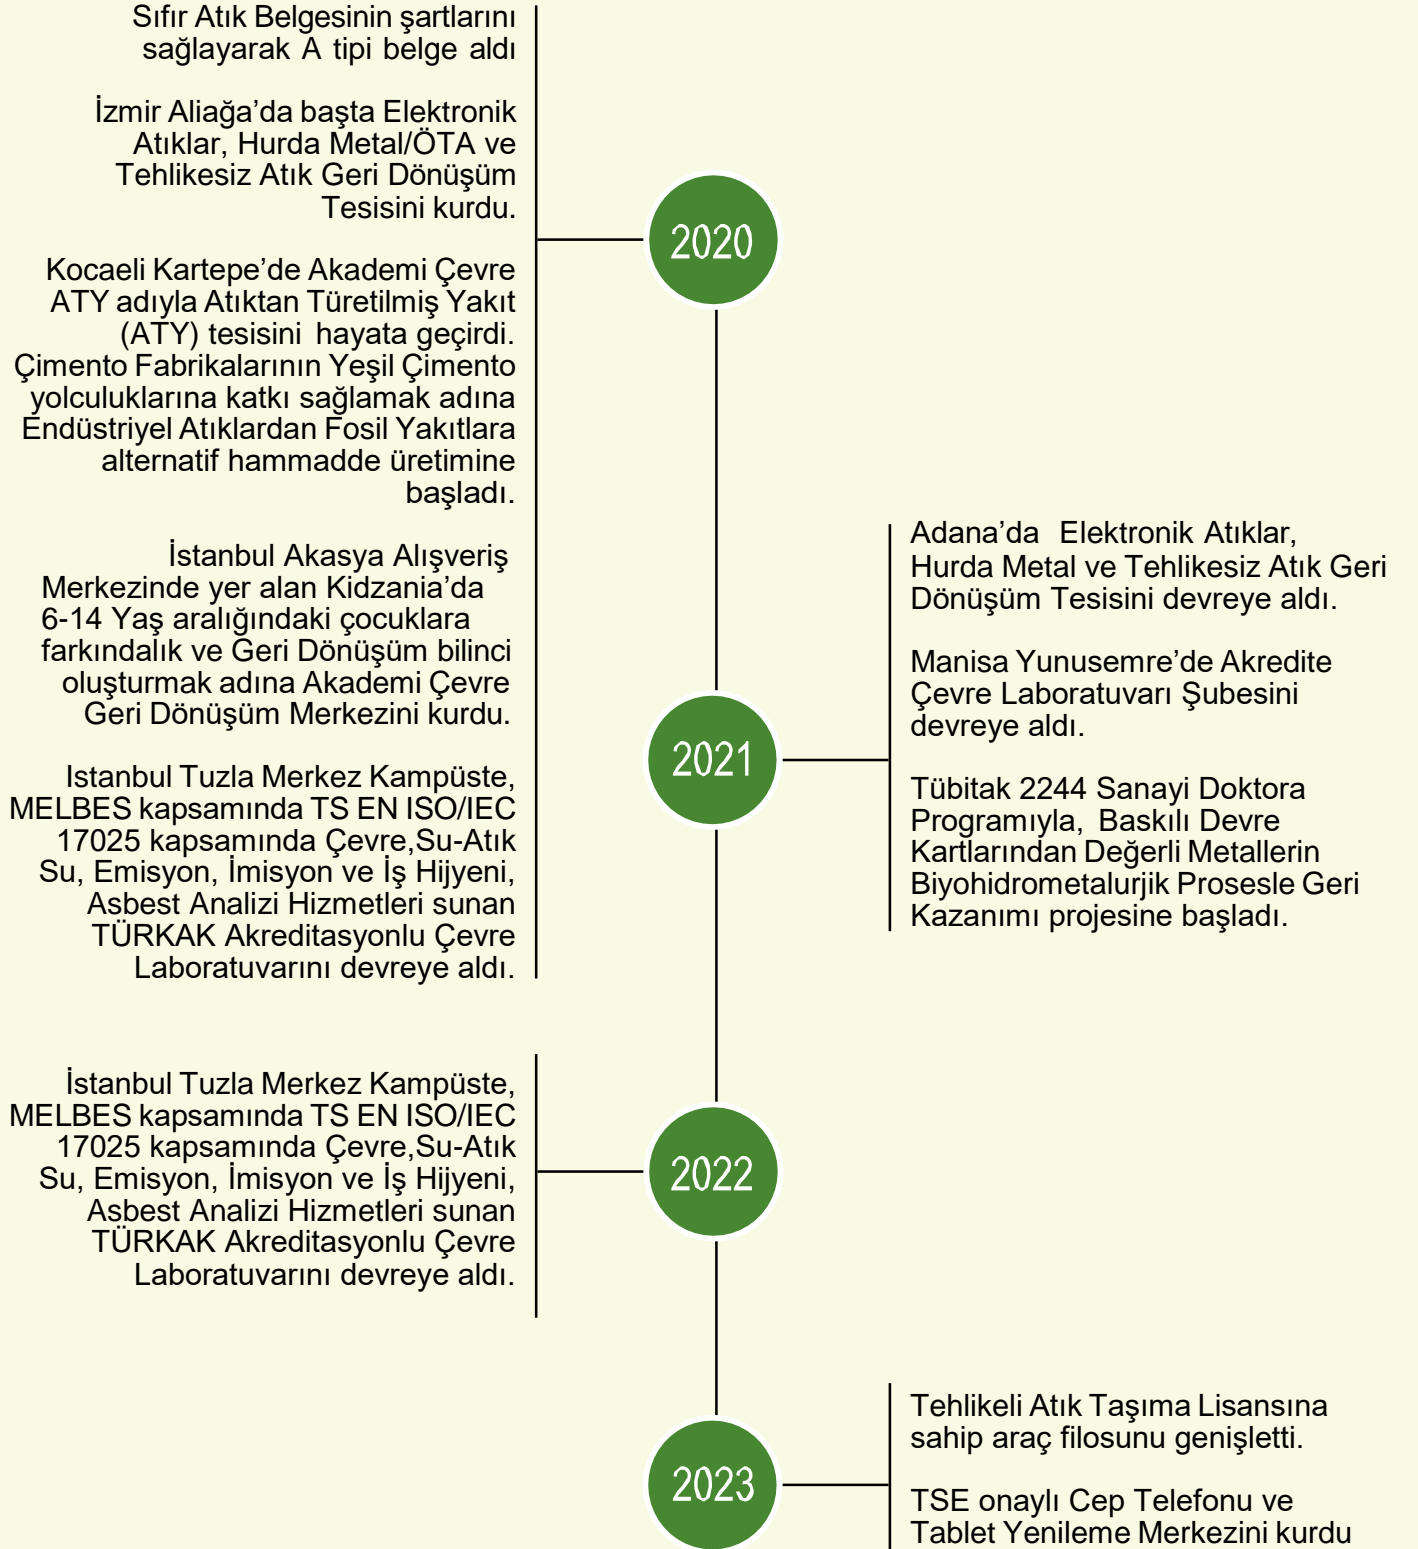 Sıfır Atık Belgesinin şartlarını
sağlayarak A tipi belge aldı
İzmir Aliağa’da başta Elektronik
Atıklar, Hurda Metal/ÖTA ve
Tehlikesiz Atık Geri Dönüşüm
Tesisini kurdu.
Kocaeli Kartepe’de Akademi Çevre
ATY adıyla Atıktan Türetilmiş Yakıt
(ATY) tesisini hayata geçirdi.
Çimento Fabrikalarının Yeşil Çimento
yolculuklarına katkı sağlamak adına
Endüstriyel Atıklardan Fosil Yakıtlara
alternatif hammadde üretimine
başladı.
İstanbul Akasya Alışveriş
Merkezinde yer alan Kidzania’da
6-14 Yaş aralığındaki çocuklara
farkındalık ve Geri Dönüşüm bilinci
oluşturmak adına Akademi Çevre
Geri Dönüşüm Merkezini kurdu.
Istanbul Tuzla Merkez Kampüste,
MELBES kapsamında TS EN ISO/IEC
17025 kapsamında Çevre,Su-Atık
Su, Emisyon, İmisyon ve İş Hijyeni,
Asbest Analizi Hizmetleri sunan
TÜRKAK Akreditasyonlu Çevre
Laboratuvarını devreye aldı.
2020
2021
Adana’da Elektronik Atıklar,
Hurda Metal ve Tehlikesiz Atık Geri
Dönüşüm Tesisini devreye aldı.
Manisa Yunusemre’de Akredite
Çevre Laboratuvarı Şubesini
devreye aldı.
Tübitak 2244 Sanayi Doktora
Programıyla, Baskılı Devre
Kartlarından Değerli Metallerin
Biyohidrometalurjik Prosesle Geri
Kazanımı projesine başladı.
İstanbul Tuzla Merkez Kampüste,
MELBES kapsamında TS EN ISO/IEC
17025 kapsamında Çevre,Su-Atık
Su, Emisyon, İmisyon ve İş Hijyeni,
Asbest Analizi Hizmetleri sunan
TÜRKAK Akreditasyonlu Çevre
Laboratuvarını devreye aldı.
2022
2023
Tehlikeli Atık Taşıma Lisansına
sahip araç filosunu genişletti.
TSE onaylı Cep Telefonu ve
Tablet Yenileme Merkezini kurdu